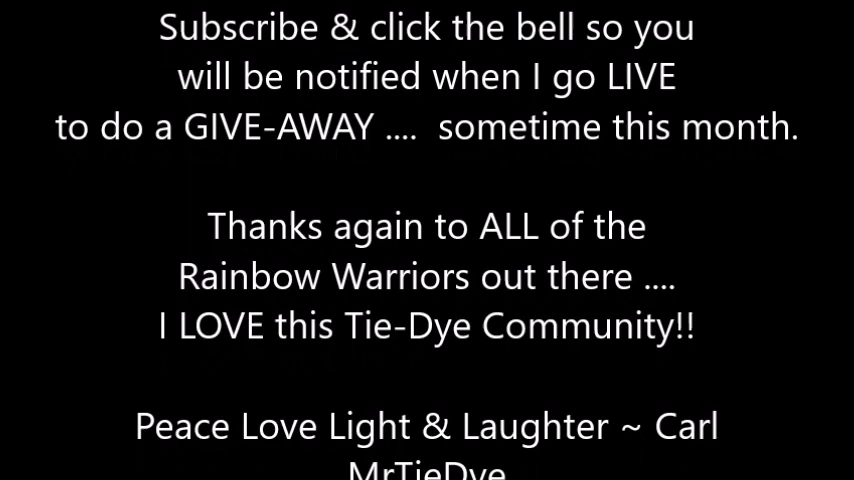 Subscribe & click the bell so you
will be notified when I go LIVE
to do a GIVE-AWAY .... sometime this month.
Thanks again to ALL of the
Rainbow Warriors out there ....
I LOVE this Tie-Dye Community!!
Peace Love Light & Laughter ~ Carl
MrTieDye